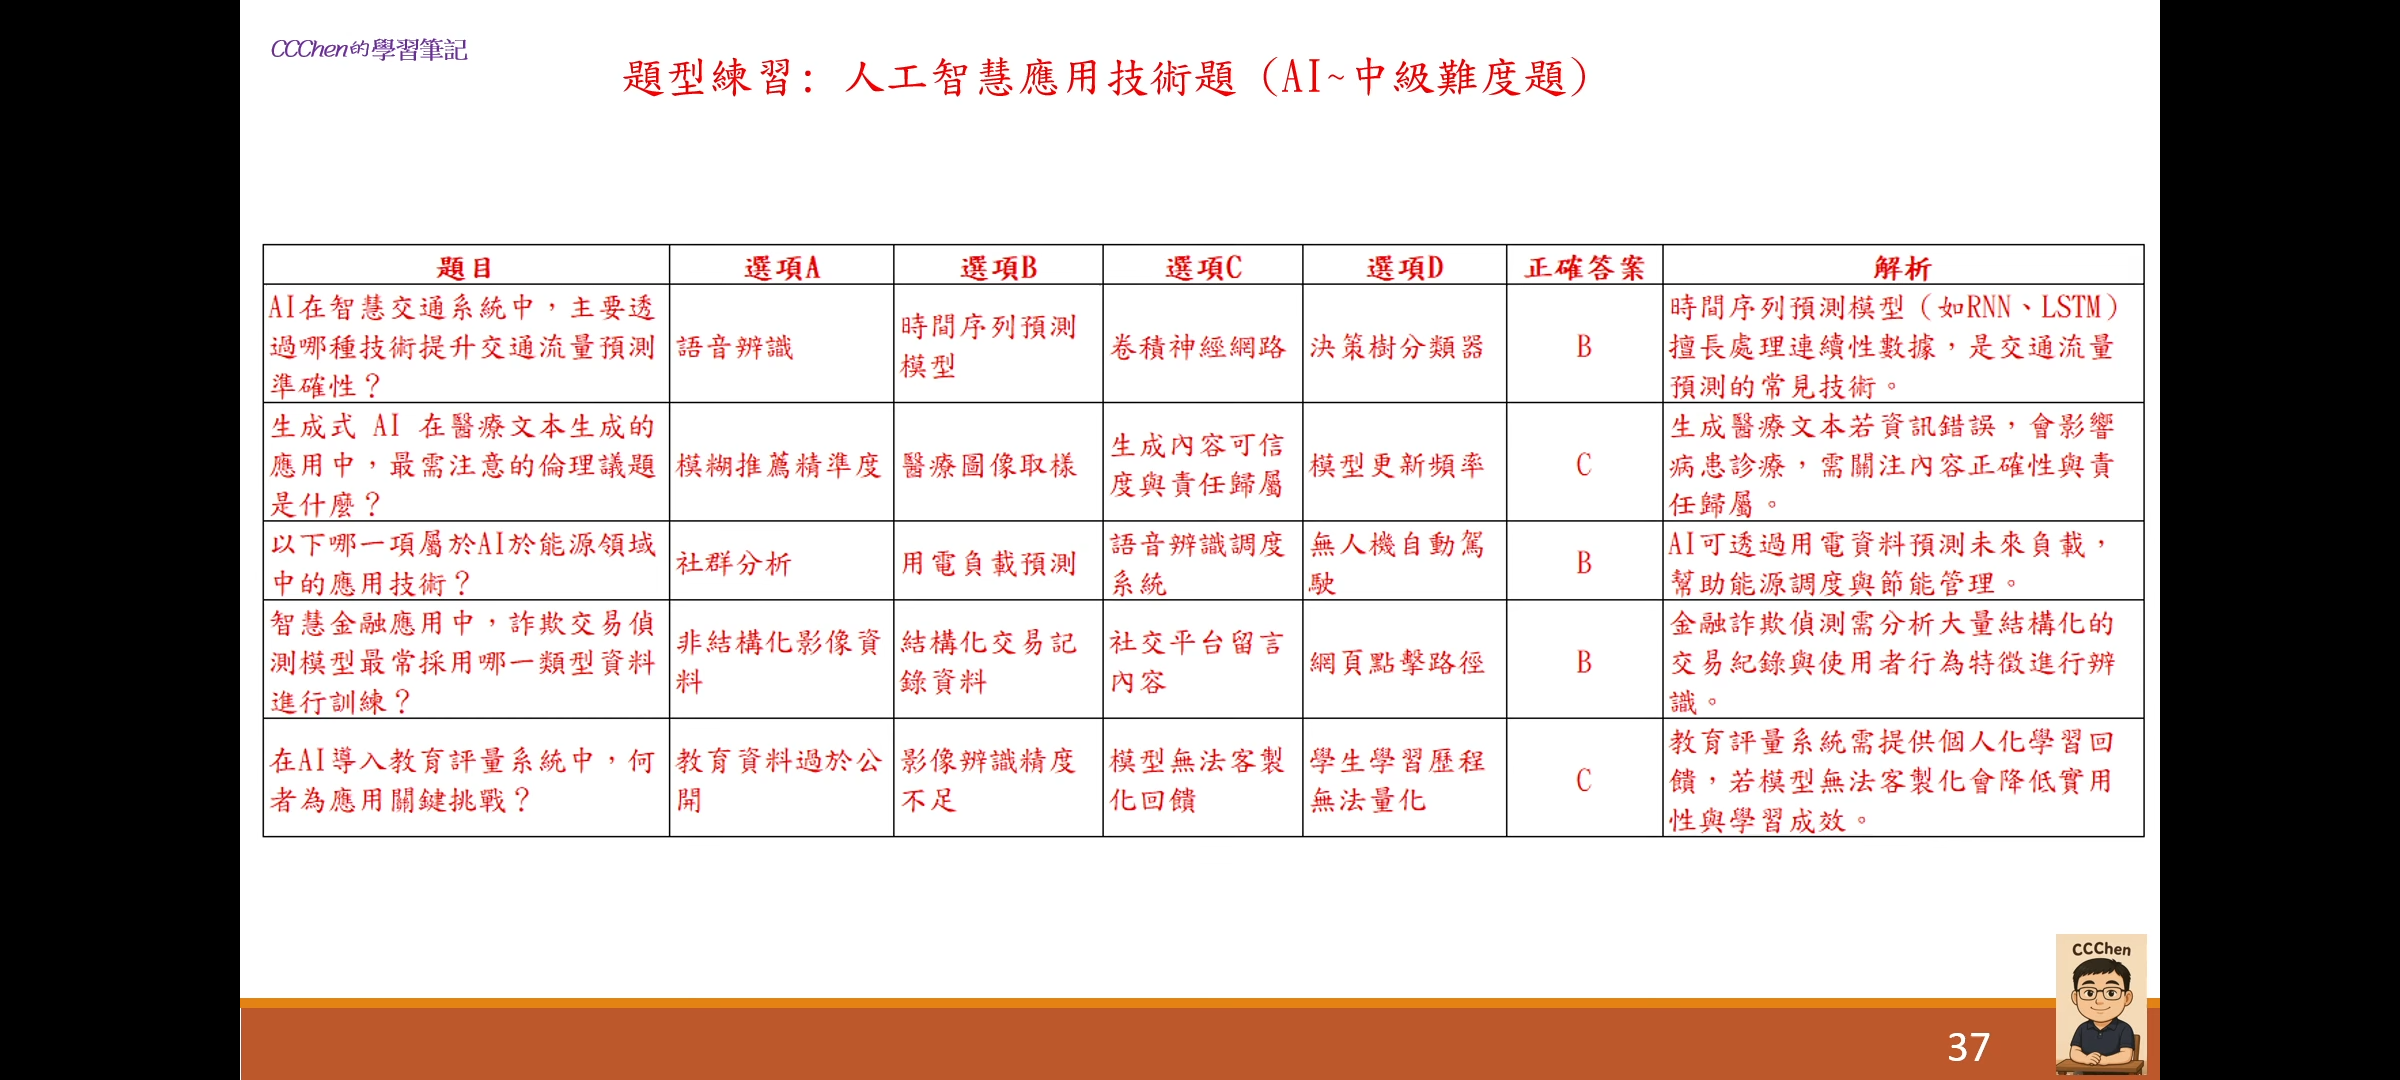 CCChen的學習筆記
題型練習: 人工智慧應用技術題 (AI~中級難度題)
題目 選項A 選項B 選項C 選項D 正確答案 解析
AI在智慧交通系統中，主要透
過哪種技術提升交通流量預測
準確性？
語音辨識
時間序列預測
模型
卷積神經網路
決策樹分類器
B
時間序列預測模型（如RNN、LSTM）
擅長處理連續性數據，是交通流量
預測的常見技術。
生成式 AI 在醫療文本生成的
應用中，最需注意的倫理議題
是什麼？
模糊推薦精準度
醫療圖像取樣
生成內容可信
度與責任歸屬
模型更新頻率
C
生成醫療文本若資訊錯誤，會影響
病患診療，需關注內容正確性與責
任歸屬。
以下哪一項屬於AI於能源領域
中的應用技術？
社群分析
用電負載預測
語音辨識調度
系統
無人機自動駕
駛
B
AI可透過用電資料預測未來負載，
幫助能源調度與節能管理。
智慧金融應用中，詐欺交易偵
測模型最常採用哪一類型資料
進行訓練？
非結構化影像資
料
結構化交易記
錄資料
社交平台留言
內容
網頁點擊路徑
B
金融詐欺偵測需分析大量結構化的
交易紀錄與使用者行為特徵進行辨
識。
在AI導入教育評量系統中，何
者為應用關鍵挑戰？
教育資料過於公
開
影像辨識精度
不足
模型無法客製
化回饋
學生學習歷程
無法量化
C
教育評量系統需提供個人化學習回
饋，若模型無法客製化會降低實用
性與學習成效。
CCChen
37